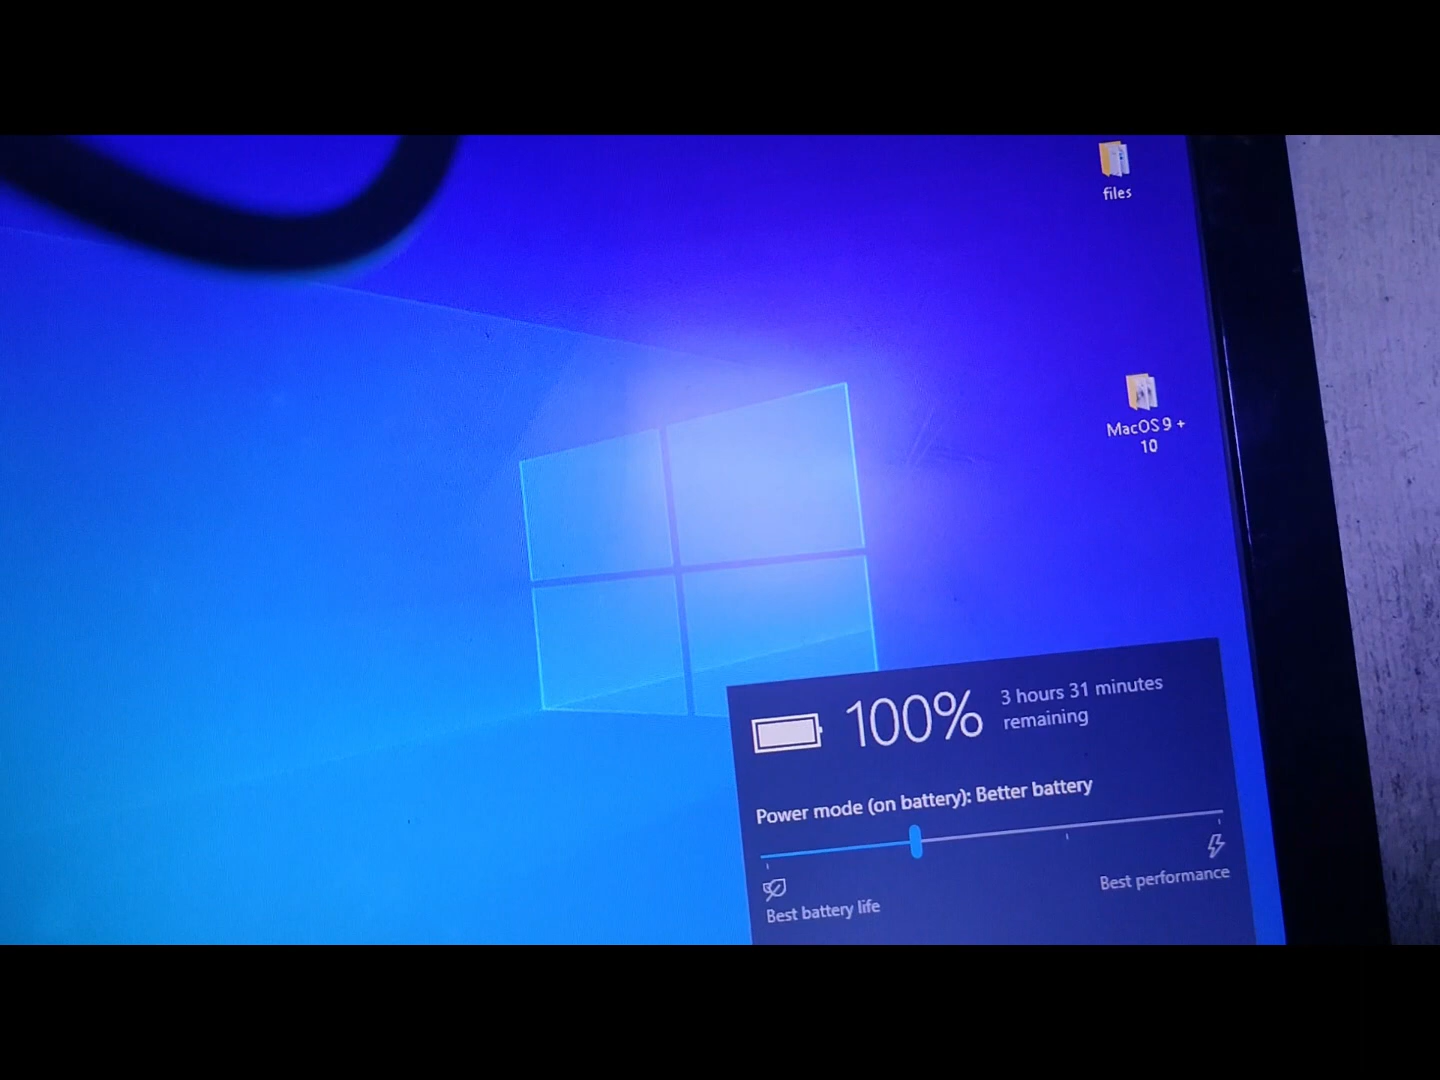 files
MacOS 9 +
10
100%
3 hours 31 minutes
remaining
Power mode (on battery): Better battery
Best battery life
Best performance